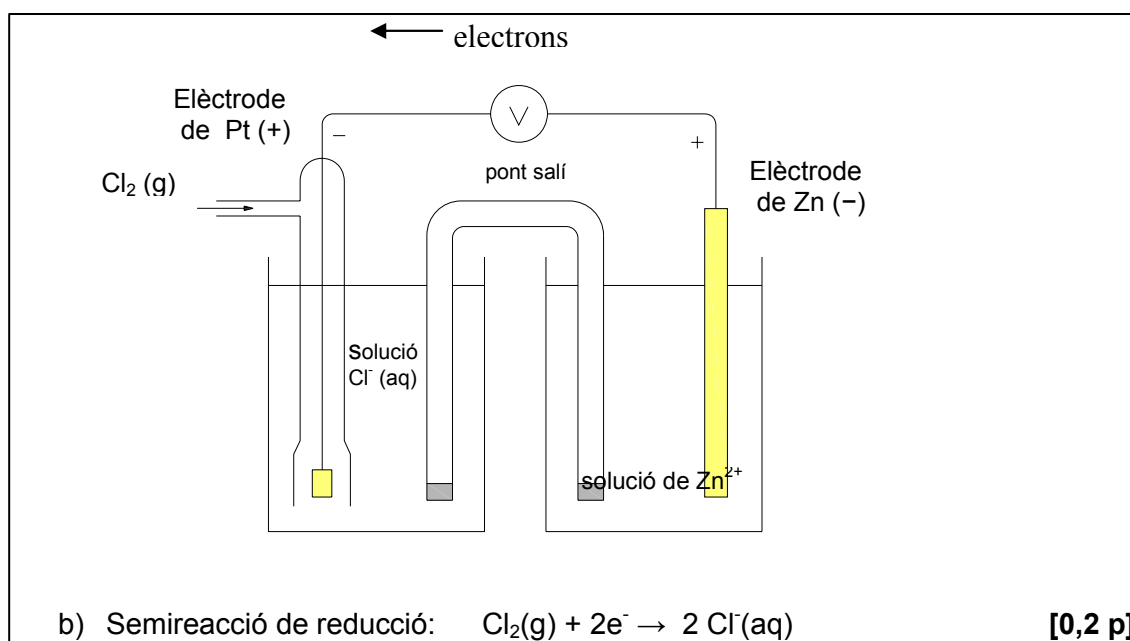 electrons
Elèctrode
de Pt (+)
V
−
+
pont salí
Cl₂ (g)
Elèctrode
de Zn (−)
Solució
Cl⁻ (aq)
solució de Zn²⁺
b) Semireacció de reducció: Cl₂(g) + 2e⁻ → 2 Cl⁻(aq) [0,2 p]